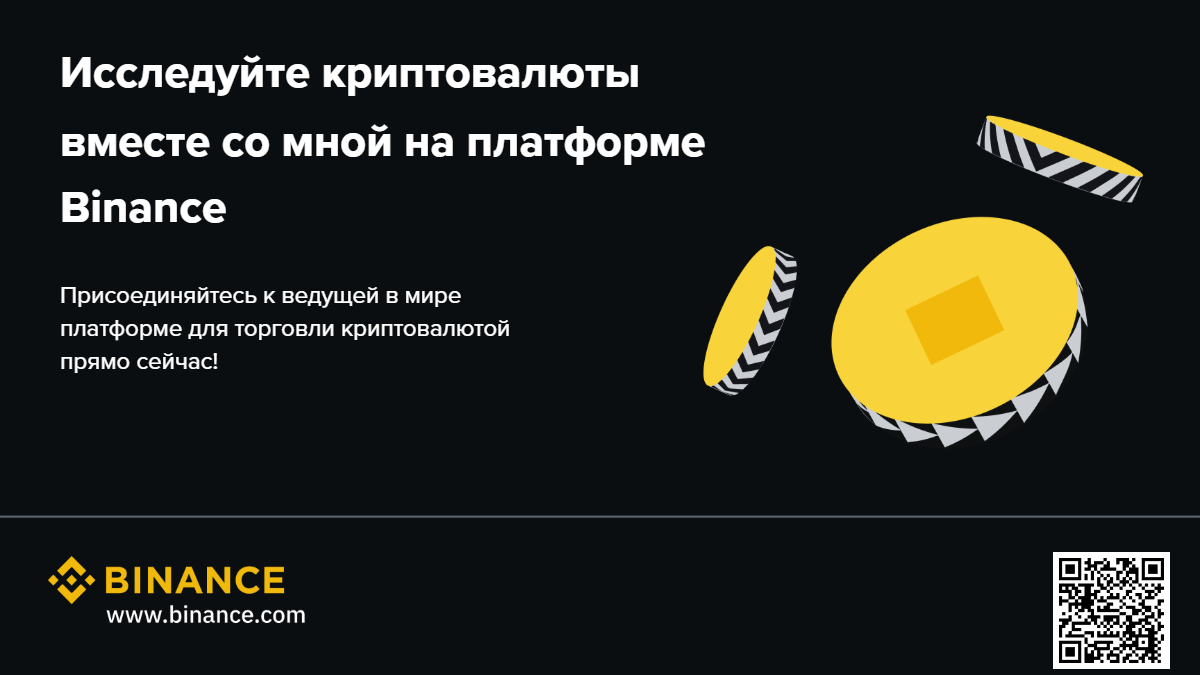 Исследуйте криптовалюты
вместе со мной на платформе
Binance
Присоединяйтесь к ведущей в мире
платформе для торговли криптовалютой
прямо сейчас!
BINANCE
www.binance.com